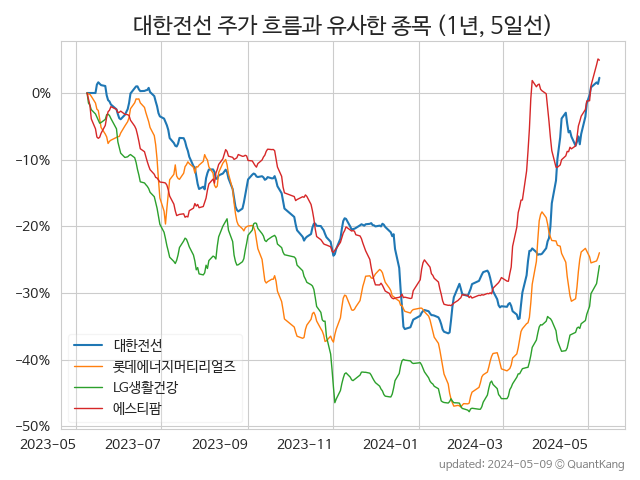 대한전선 주가 흐름과 유사한 종목 (1년, 5일선)
0%
−10%
−20%
−30%
−40%
−50%
대한전선
롯데에너지머티리얼즈
LG생활건강
에스티팜
2023-05 2023-07 2023-09 2023-11 2024-01 2024-03 2024-05
updated: 2024-05-09 © QuantKang